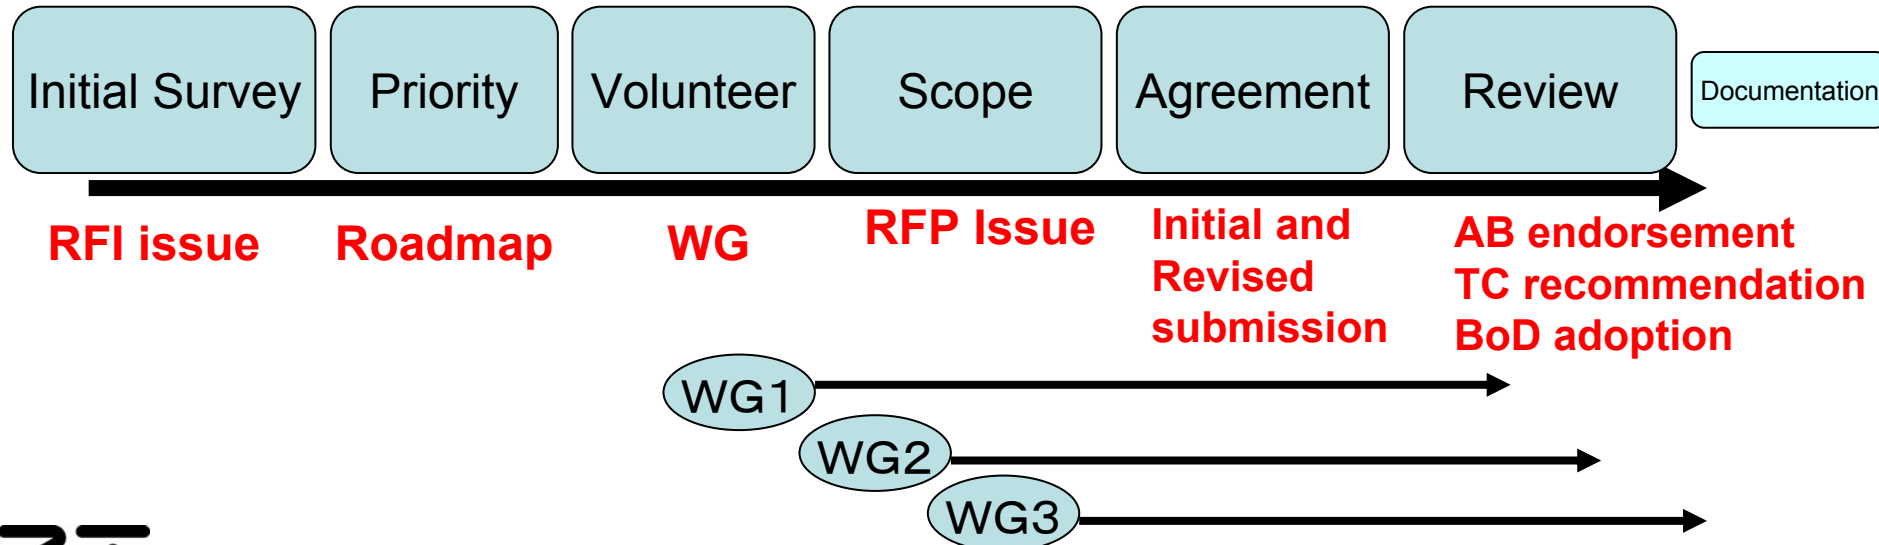 Initial Survey
Priority
Volunteer
Scope
Agreement
Review
Documentation
RFI issue
Roadmap
WG
RFP Issue
Initial and
Revised
submission
AB endorsement
TC recommendation
BoD adoption
WG1
WG2
WG3